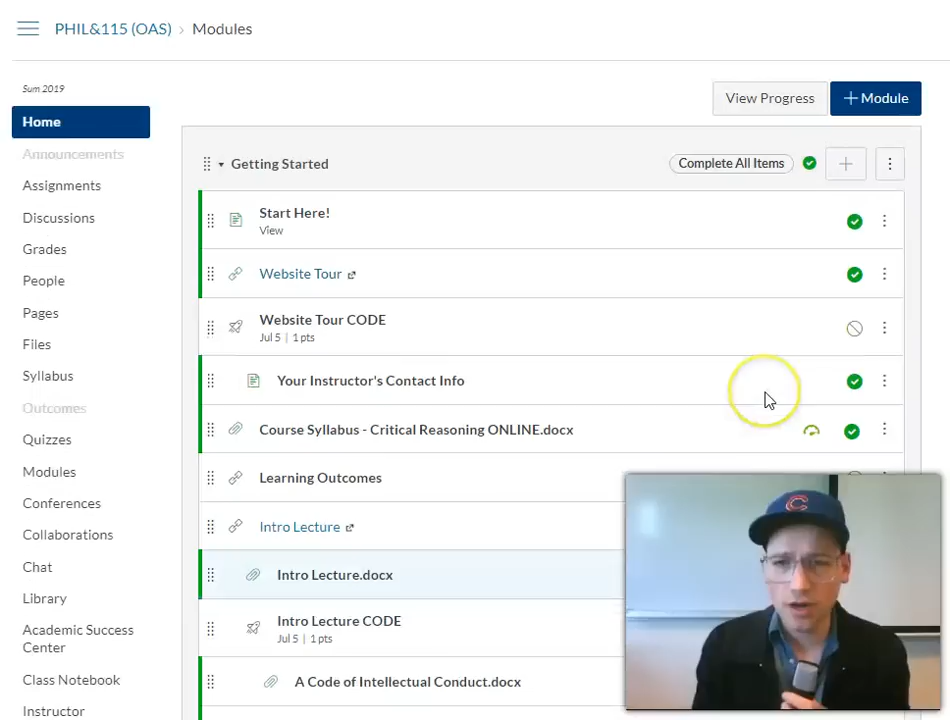 PHIL&115 (OAS) › Modules
Sum 2019
View Progress
+ Module
Home
Announcements
Assignments
Discussions
Grades
People
Pages
Files
Syllabus
Outcomes
Quizzes
Modules
Conferences
Collaborations
Chat
Library
Academic Success
Center
Class Notebook
Instructor
Getting Started
Complete All Items
Start Here!
View
Website Tour
Website Tour CODE
Jul 5 | 1 pts
Your Instructor's Contact Info
Course Syllabus - Critical Reasoning ONLINE.docx
Learning Outcomes
Intro Lecture
Intro Lecture.docx
Intro Lecture CODE
Jul 5 | 1 pts
A Code of Intellectual Conduct.docx
C